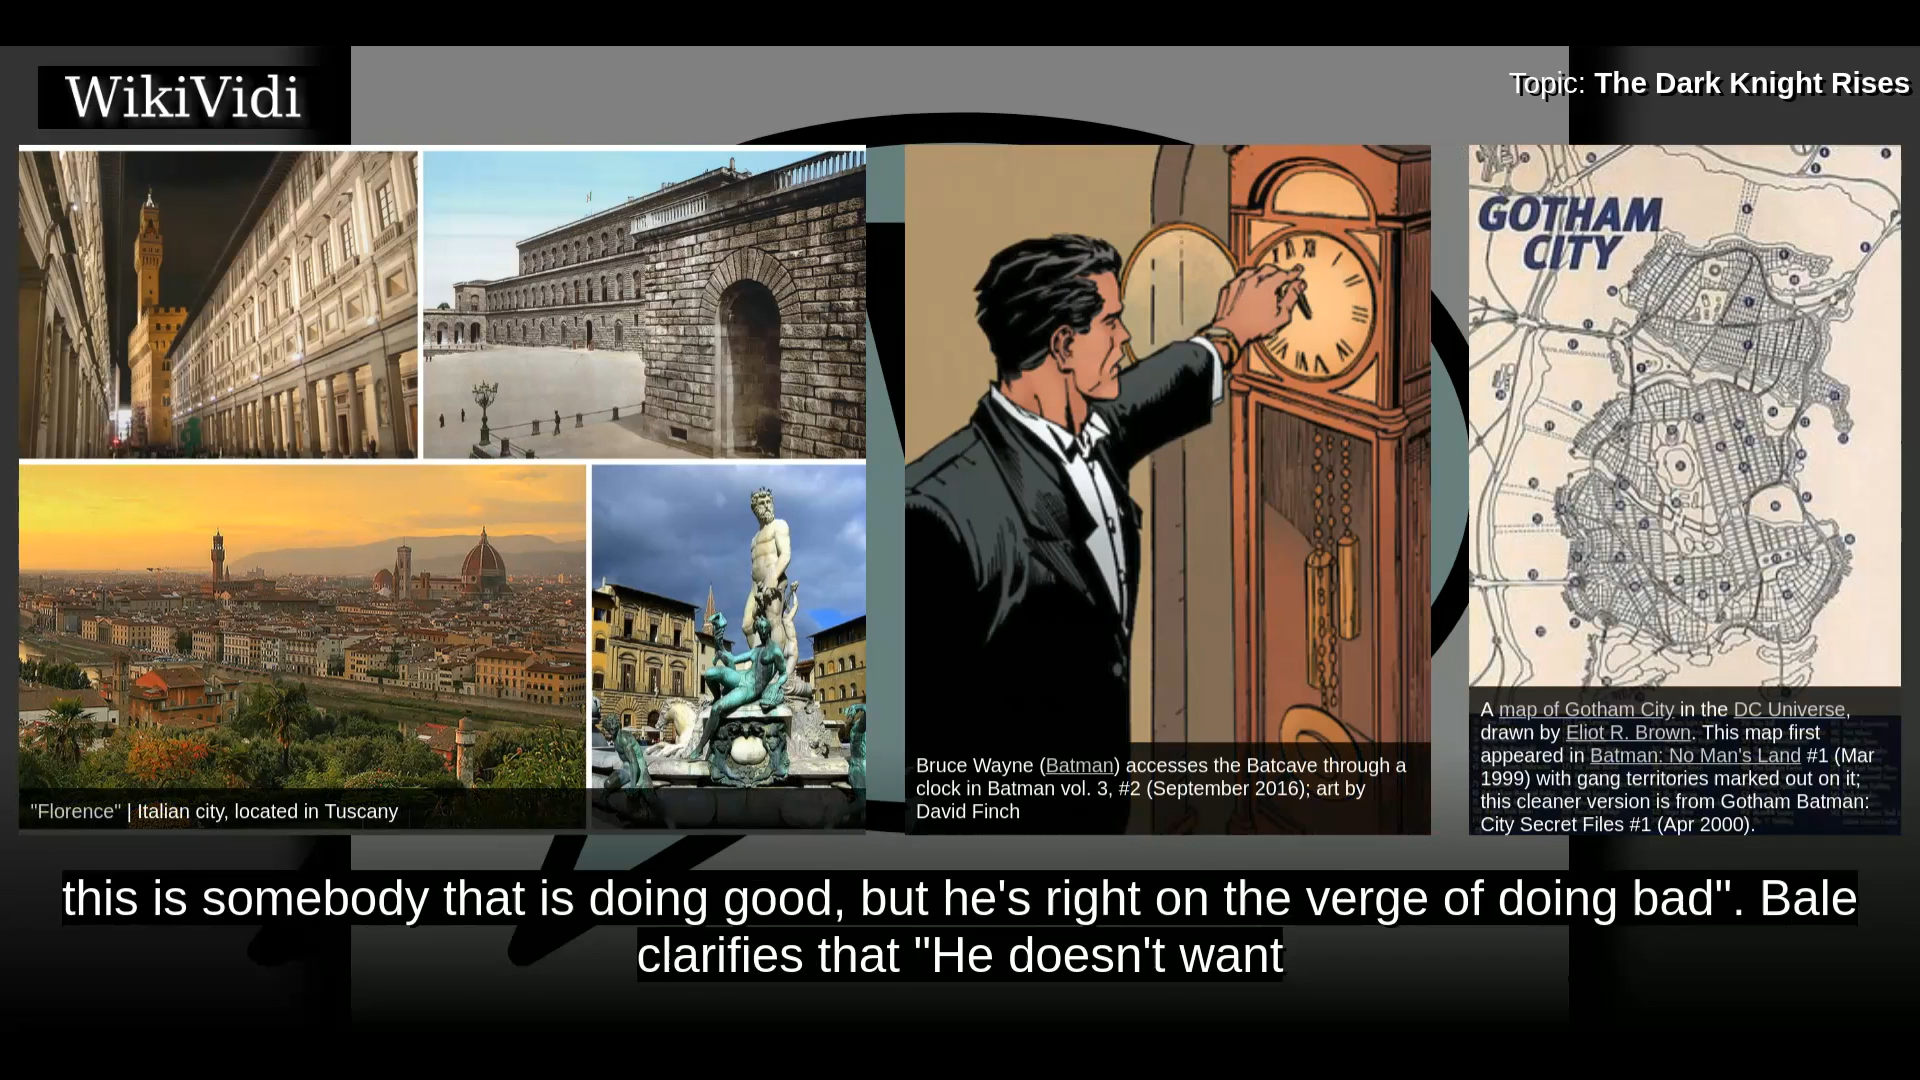 WikiVidi
Topic: The Dark Knight Rises
GOTHAM
CITY
"Florence" | Italian city, located in Tuscany
Bruce Wayne (Batman) accesses the Batcave through a
clock in Batman vol. 3, #2 (September 2016); art by
David Finch
A map of Gotham City in the DC Universe,
drawn by Eliot R. Brown. This map first
appeared in Batman: No Man's Land #1 (Mar
1999) with gang territories marked out on it;
this cleaner version is from Gotham Batman:
City Secret Files #1 (Apr 2000).
this is somebody that is doing good, but he's right on the verge of doing bad". Bale
clarifies that "He doesn't want